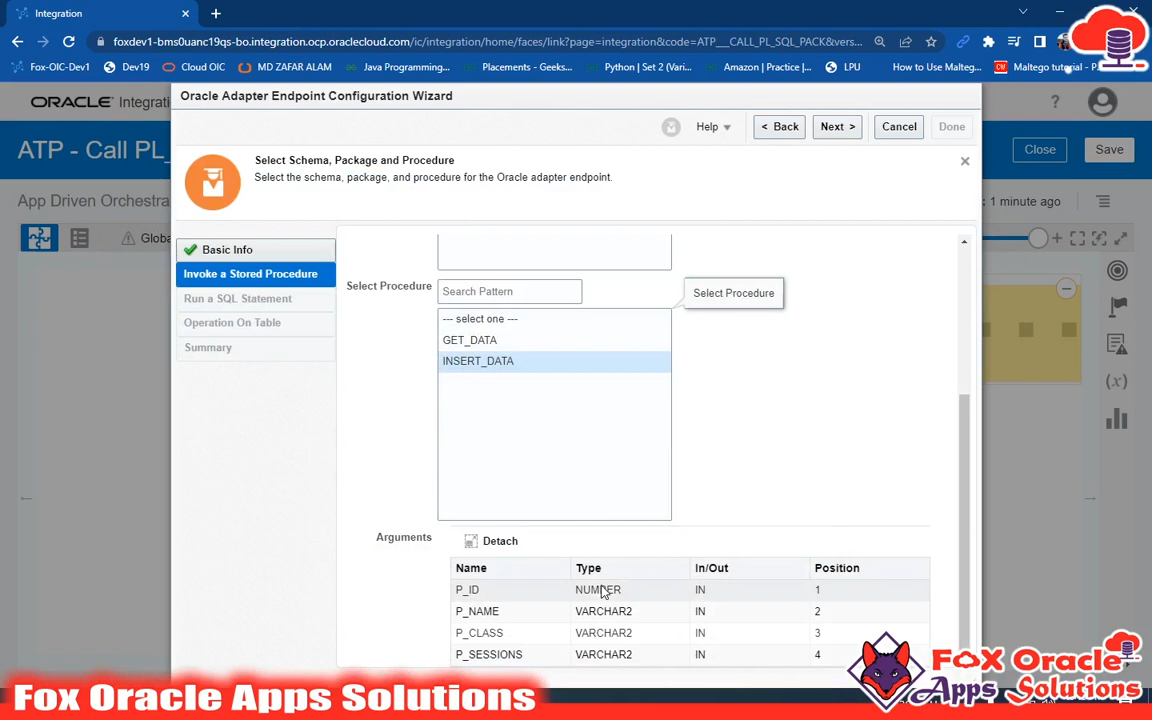 Integration
foxdev1-bms0uanc19qs-bo.integration.ocp.oraclecloud.com/ic/integration/home/faces/link?page=integration&code=ATP___CALL_PL_SQL_PACK&vers...
Fox-OIC-Dev1 Dev19 Cloud OIC MD ZAFAR ALAM Java Programming... Placements - Geeks... Python | Set 2 (Vari... Amazon | Practice |... LPU How to Use Malteg... Maltego tutorial - P
ORACLE Integrati
Oracle Adapter Endpoint Configuration Wizard
Help < Back Next > Cancel Done
ATP - Call PL_
Close Save
Select Schema, Package and Procedure
Select the schema, package, and procedure for the Oracle adapter endpoint.
App Driven Orchestra
: 1 minute ago
Globa
Basic Info
Invoke a Stored Procedure
Run a SQL Statement
Operation On Table
Summary
Select Procedure Search Pattern
Select Procedure
--- select one ---
GET_DATA
INSERT_DATA
Arguments Detach
Name Type In/Out Position
P_ID NUMBER IN 1
P_NAME VARCHAR2 IN 2
P_CLASS VARCHAR2 IN 3
P_SESSIONS VARCHAR2 IN 4
Fox Oracle Apps Solutions
FOX Oracle
Apps Solutions